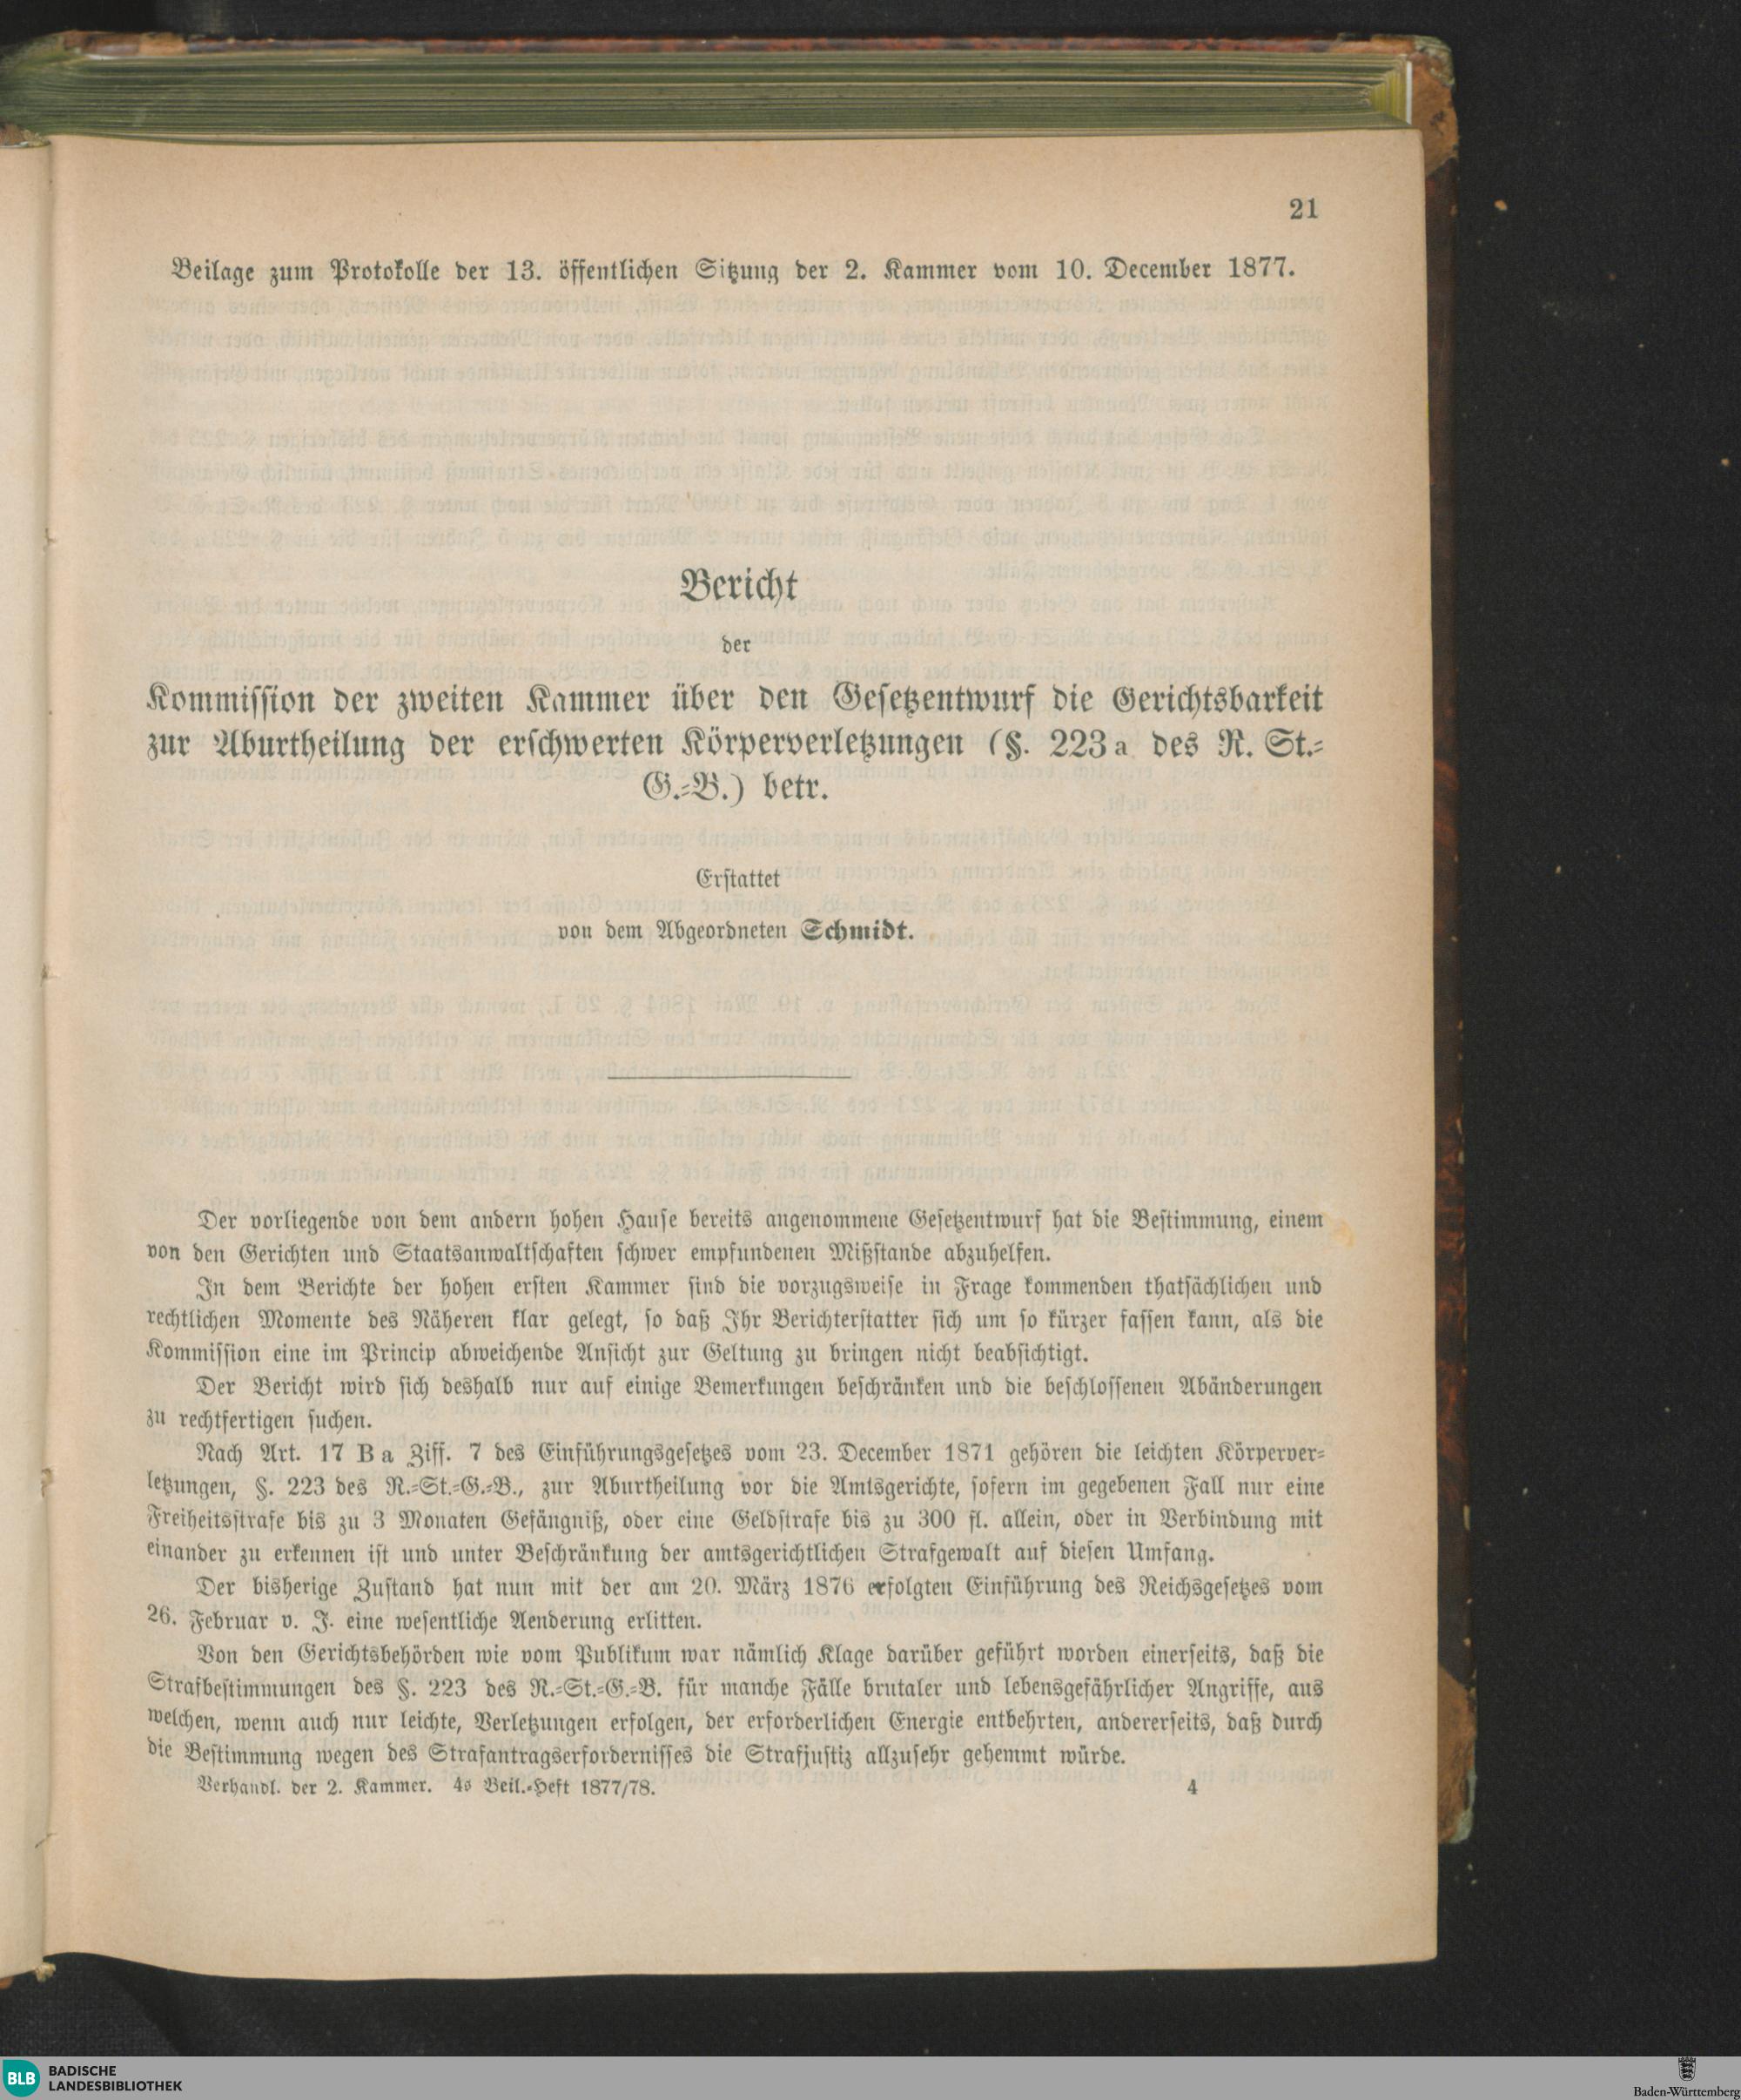 21
Beilage zum Protokolle der 13. öffentlichen Sitzung der 2. Kammer vom 10. December 1877.
Bericht
der
Kommission der zweiten Kammer über den Gesetzentwurf die Gerichtsbarkeit
zur Aburtheilung der erschwerten Körperverletzungen (§. 223 a des R. St.=
G.=B.) betr.
Erstattet
von dem Abgeordneten Schmidt.
Der vorliegende von dem andern hohen Hause bereits angenommene Gesetzentwurf hat die Bestimmung, einem
von den Gerichten und Staatsanwaltschaften schwer empfundenen Mißstande abzuhelfen.
In dem Berichte der hohen ersten Kammer sind die vorzugsweise in Frage kommenden thatsächlichen und
rechtlichen Momente des Näheren klar gelegt, so daß Ihr Berichterstatter sich um so kürzer fassen kann, als die
Kommission eine im Princip abweichende Ansicht zur Geltung zu bringen nicht beabsichtigt.
Der Bericht wird sich deshalb nur auf einige Bemerkungen beschränken und die beschlossenen Abänderungen
zu rechtfertigen suchen.
Nach Art. 17 B a Ziff. 7 des Einführungsgesetzes vom 23. December 1871 gehören die leichten Körperver=
letzungen, §. 223 des R.=St.=G.=B., zur Aburtheilung vor die Amtsgerichte, sofern im gegebenen Fall nur eine
Freiheitsstrafe bis zu 3 Monaten Gefängniß, oder eine Geldstrafe bis zu 300 fl. allein, oder in Verbindung mit
einander zu erkennen ist und unter Beschränkung der amtsgerichtlichen Strafgewalt auf diesen Umfang.
Der bisherige Zustand hat nun mit der am 20. März 1876 erfolgten Einführung des Reichsgesetzes vom
26. Februar v. J. eine wesentliche Aenderung erlitten.
Von den Gerichtsbehörden wie vom Publikum war nämlich Klage darüber geführt worden einerseits, daß die
Strafbestimmungen des §. 223 des R.=St.=G.=B. für manche Fälle brutaler und lebensgefährlicher Angriffe, aus
welchen, wenn auch nur leichte, Verletzungen erfolgen, der erforderlichen Energie entbehrten, andererseits, daß durch
die Bestimmung wegen des Strafantragserfordernisses die Strafjustiz allzusehr gehemmt würde.
Verhandl. der 2. Kammer. 4s Beil.=Heft 1877/78. 4
BLB BADISCHE
LANDESBIBLIOTHEK
Baden-Württemberg